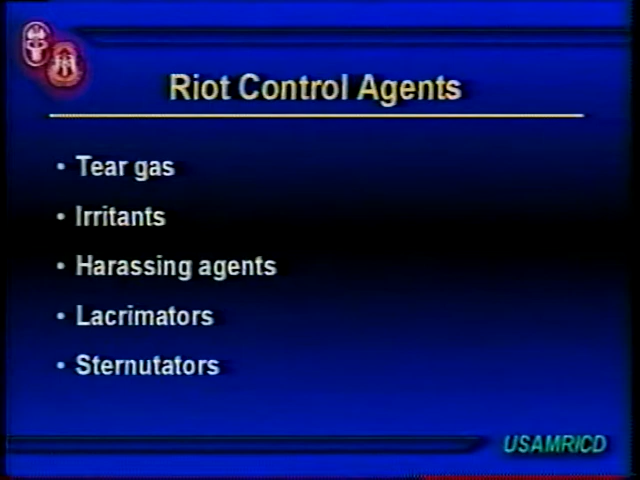 Riot Control Agents
• Tear gas
• Irritants
• Harassing agents
• Lacrimators
• Sternutators
USAMRICD